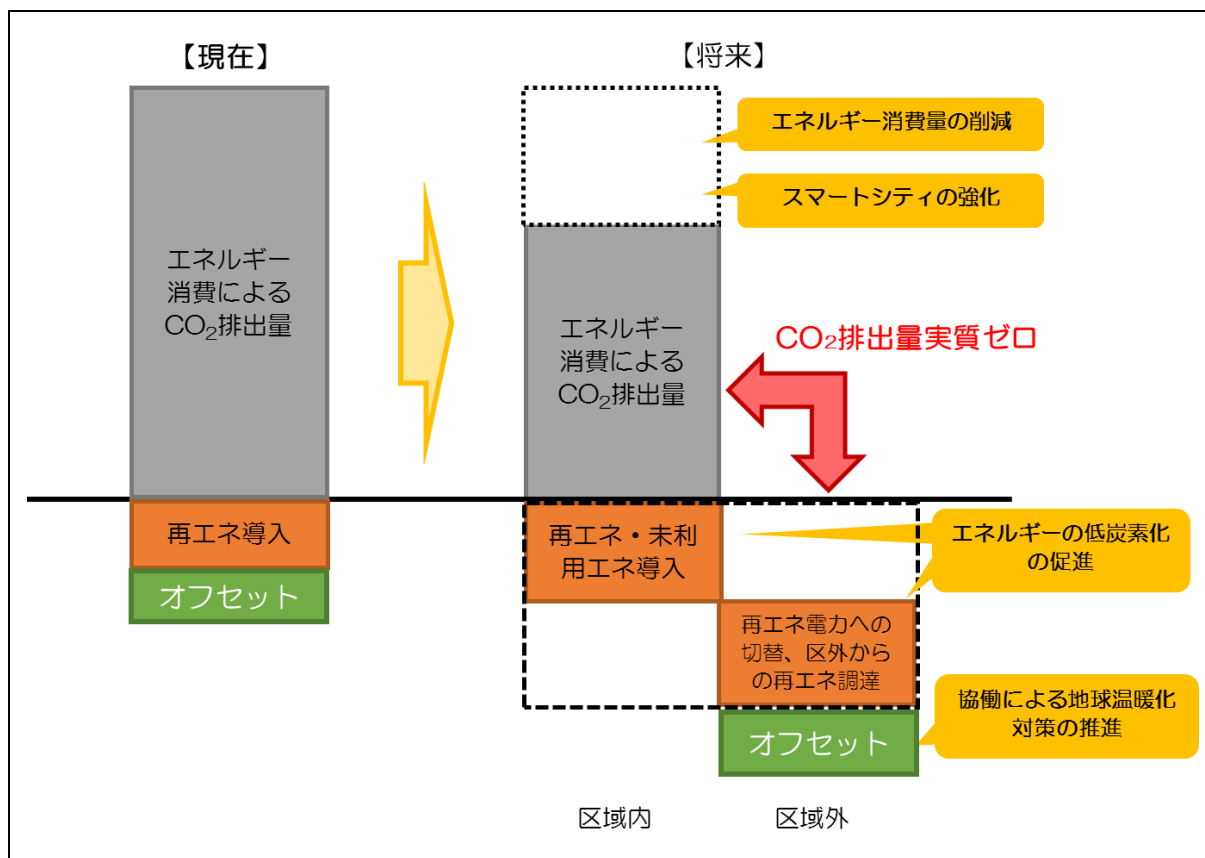 【現在】
【将来】
エネルギー消費量の削減
スマートシティの強化
エネルギー
消費による
CO₂排出量
エネルギー
消費による
CO₂排出量
CO₂排出量実質ゼロ
再エネ導入
オフセット
再エネ・未利
用エネ導入
エネルギーの低炭素化
の促進
再エネ電力への
切替、区外から
の再エネ調達
オフセット
協働による地球温暖化
対策の推進
区域内
区域外